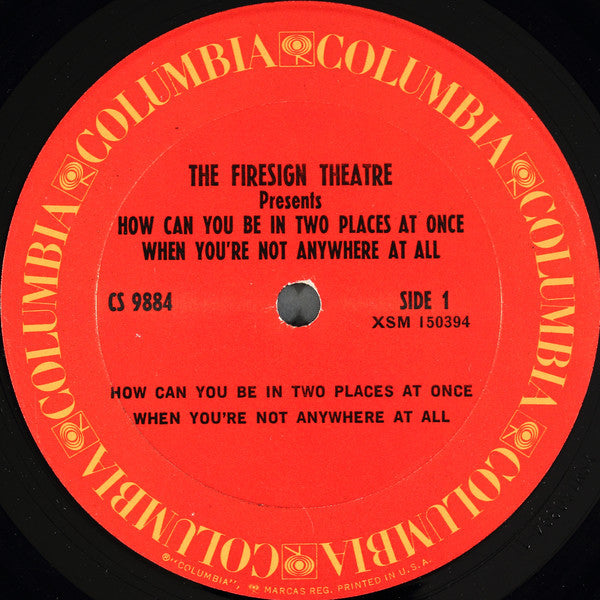 COLUMBIA COLUMBIA COLUMBIA COLUMBIA COLUMBIA COLUMBIA COLUMBIA
THE FIRESIGN THEATRE
Presents
HOW CAN YOU BE IN TWO PLACES AT ONCE
WHEN YOU'RE NOT ANYWHERE AT ALL
CS 9884
SIDE 1
XSM 150394
HOW CAN YOU BE IN TWO PLACES AT ONCE
WHEN YOU'RE NOT ANYWHERE AT ALL
®"COLUMBIA", MARCAS REG. PRINTED IN U.S.A.